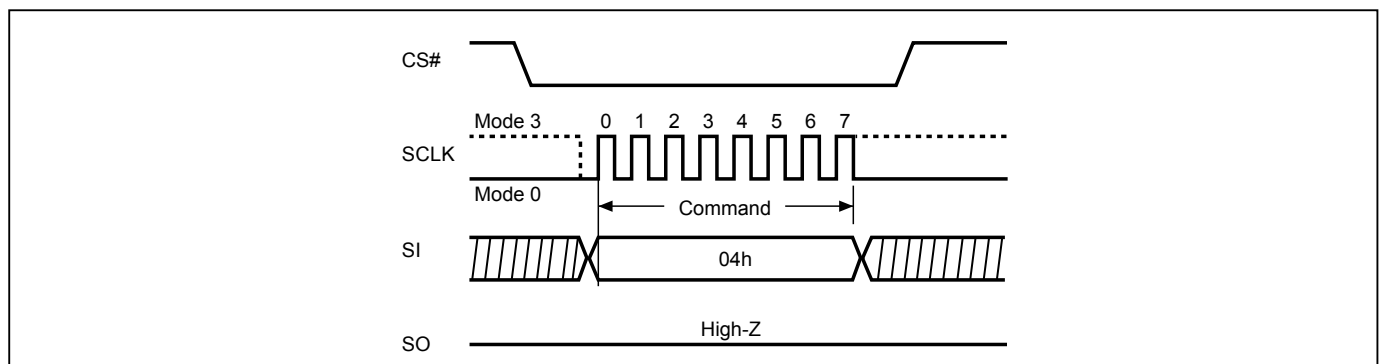 CS#
Mode 3 0 1 2 3 4 5 6 7
SCLK
Mode 0
Command
SI
04h
High-Z
SO